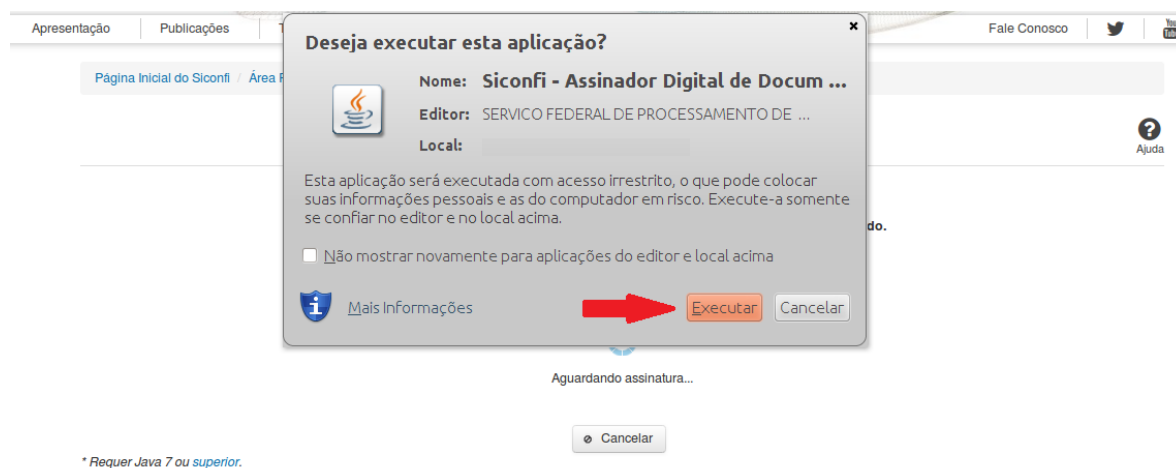 Apresentação Publicações T Fale Conosco You Tube
Deseja executar esta aplicação?
Página Inicial do Siconfi / Área R
Nome: Siconfi - Assinador Digital de Docum ...
Editor: SERVICO FEDERAL DE PROCESSAMENTO DE ...
Local:
Ajuda
Esta aplicação será executada com acesso irrestrito, o que pode colocar
suas informações pessoais e as do computador em risco. Execute-a somente
se confiar no editor e no local acima.
do.
Não mostrar novamente para aplicações do editor e local acima
Mais Informações Executar Cancelar
Aguardando assinatura...
Cancelar
* Requer Java 7 ou superior.